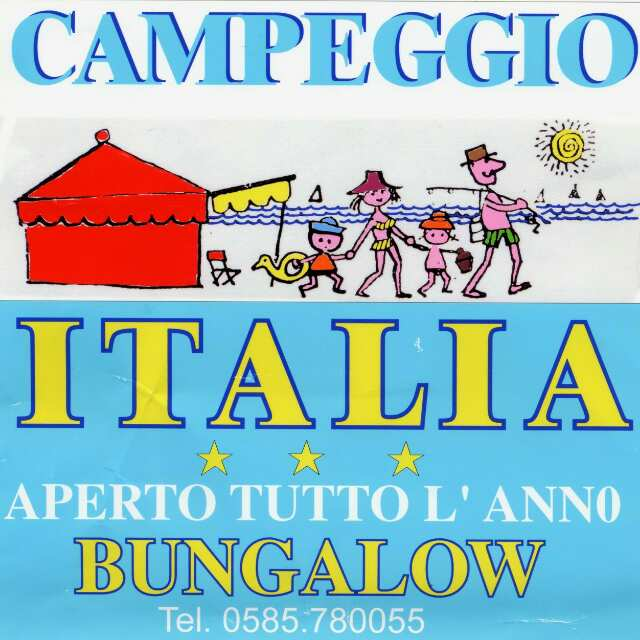 CAMPEGGIO
ITALIA
APERTO TUTTO L' ANN0
BUNGALOW
Tel. 0585.780055